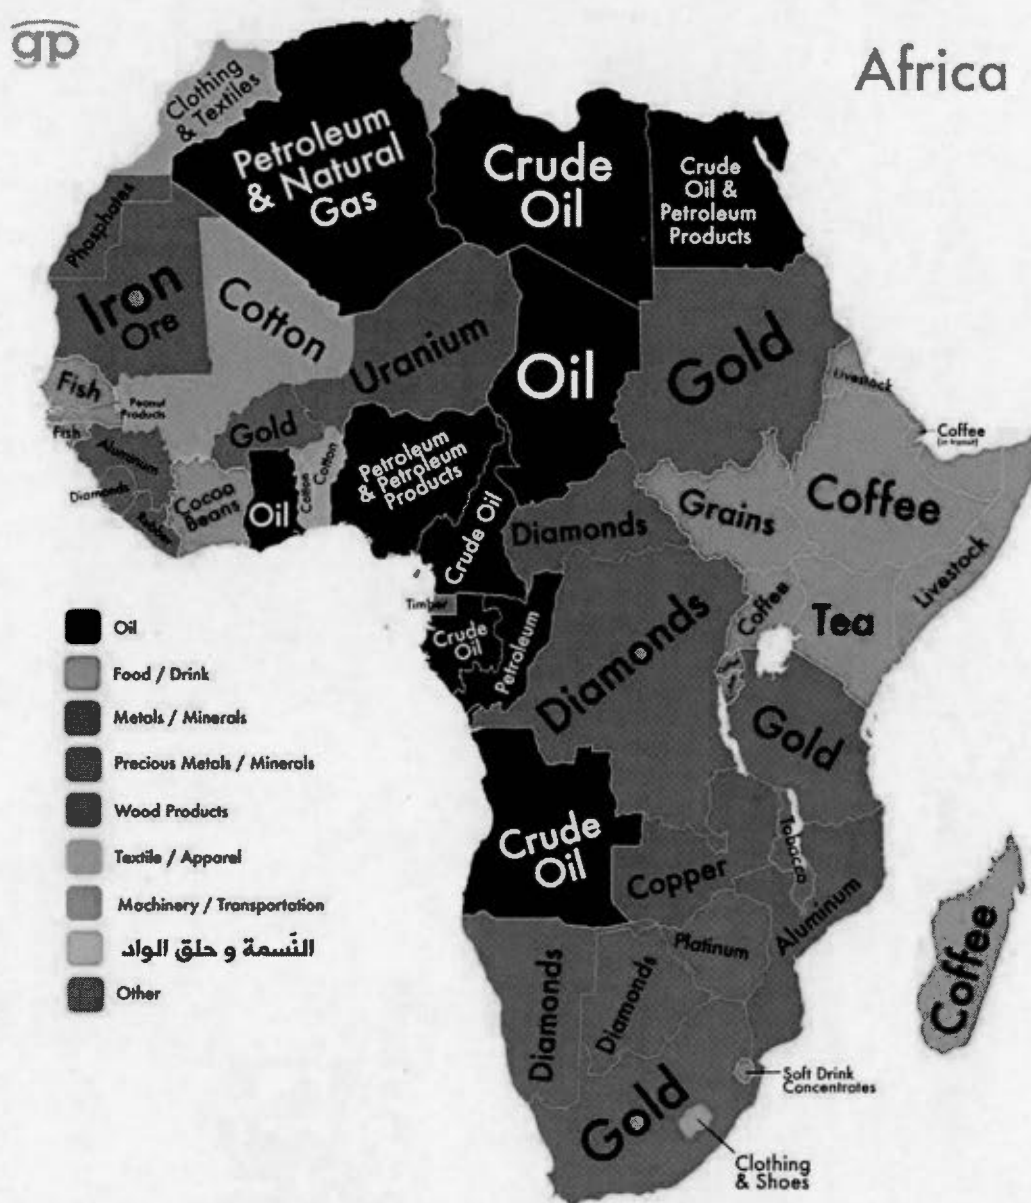 gp
Africa
Clothing
& Textiles
Petroleum
& Natural
Gas
Crude
Oil
Crude
Oil &
Petroleum
Products
Phosphates
Iron
Ore
Cotton
Uranium
Oil
Gold
Livestock
Coffee
(in transit)
Fish
Peanut
Products
Fish
Aluminum
Diamonds
Rubber
Cocoa
Beans
Gold
Oil
Cotton
Cotton
Petroleum
& Petroleum
Products
Crude Oil
Diamonds
Grains
Coffee
Livestock
Timber
Crude
Oil
Petroleum
Diamonds
Coffee
Tea
Gold
Crude
Oil
Copper
Tobacco
Aluminum
Platinum
Diamonds
Diamonds
Gold
Coffee
Soft Drink
Concentrates
Clothing
& Shoes
Oil
Food / Drink
Metals / Minerals
Precious Metals / Minerals
Wood Products
Textile / Apparel
Machinery / Transportation
النَسمة و حلق الواد
Other